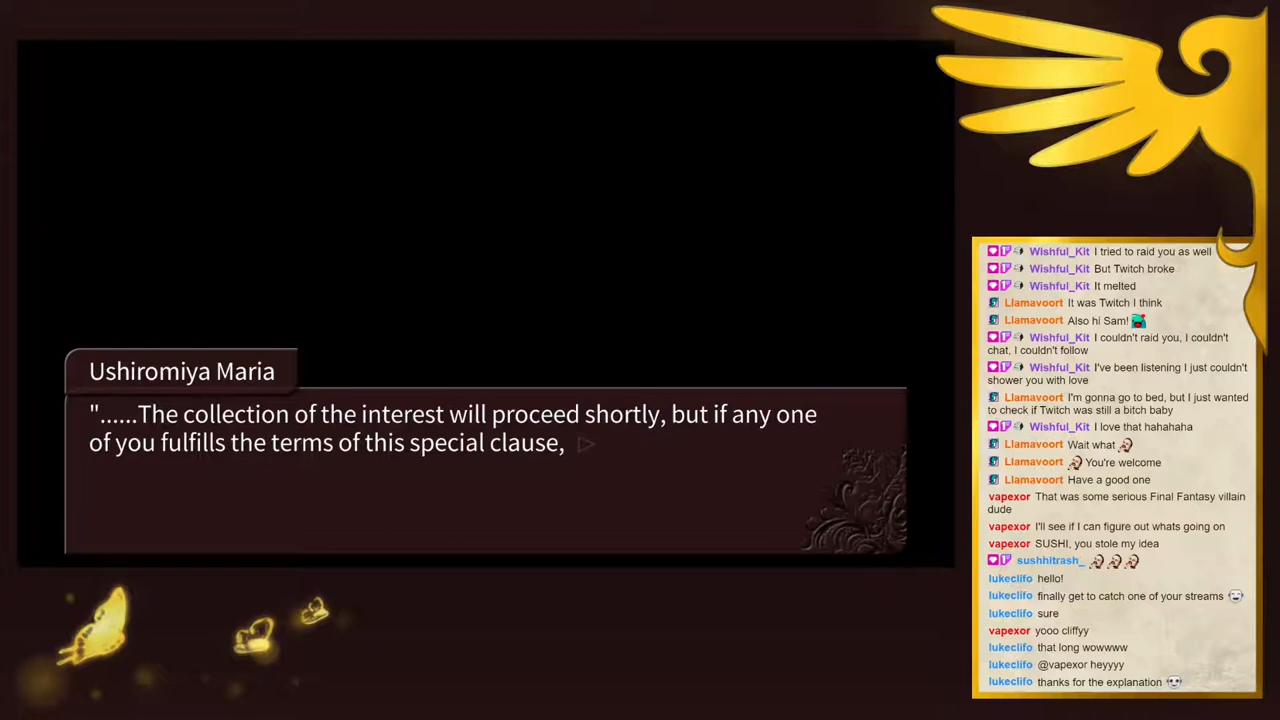 Ushiromiya Maria
"......The collection of the interest will proceed shortly, but if any one
of you fulfills the terms of this special clause,
Wishful_Kit I tried to raid you as well
Wishful_Kit But Twitch broke
Wishful_Kit It melted
Llamavoort It was Twitch I think
Llamavoort Also hi Sam!
Wishful_Kit I couldn't raid you, I couldn't
chat, I couldn't follow
Wishful_Kit I've been listening I just couldn't
shower you with love
Llamavoort I'm gonna go to bed, but I just wanted
to check if Twitch was still a bitch baby
Wishful_Kit I love that hahahaha
Llamavoort Wait what
Llamavoort You're welcome
Llamavoort Have a good one
vapexor That was some serious Final Fantasy villain
dude
vapexor I'll see if I can figure out whats going on
vapexor SUSHI, you stole my idea
sushhitrash_
lukeclifo hello!
lukeclifo finally get to catch one of your streams
lukeclifo sure
vapexor yooo cliffyy
lukeclifo that long wowwww
lukeclifo @vapexor heyyyy
lukeclifo thanks for the explanation